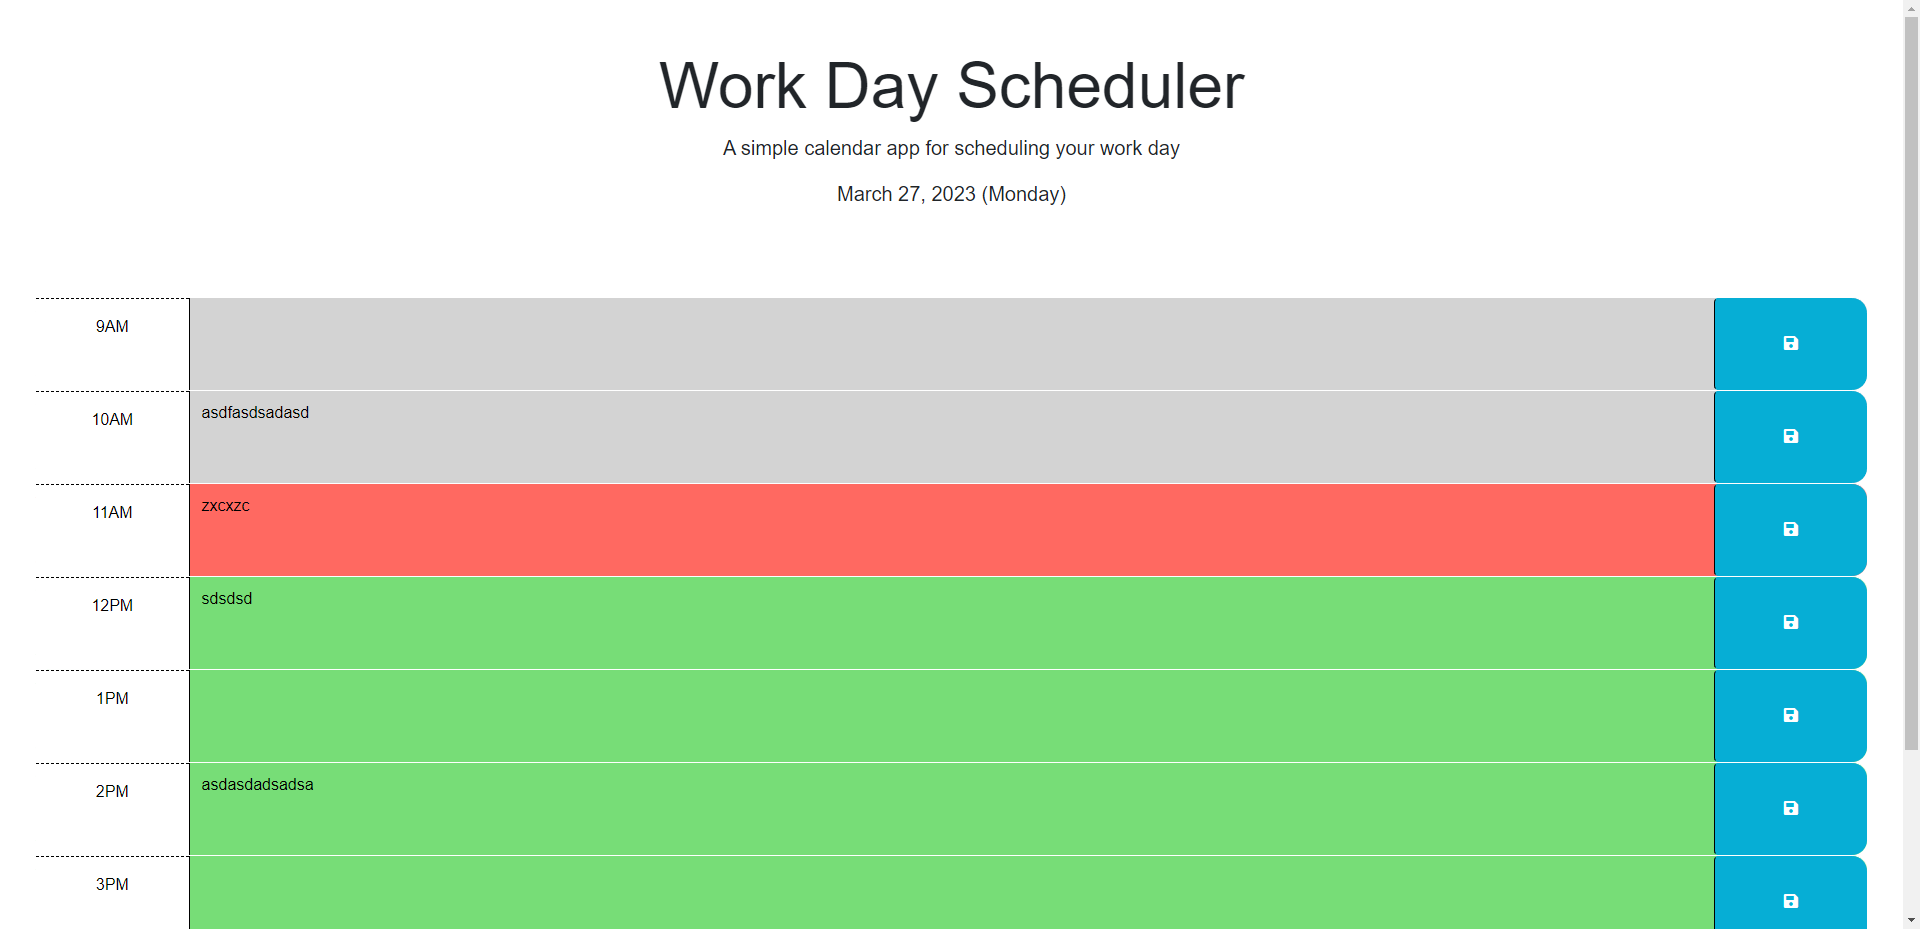 Work Day Scheduler
A simple calendar app for scheduling your work day
March 27, 2023 (Monday)
9AM
10AM
asdfasdsadasd
11AM
zxcxzc
12PM
sdsdsd
1PM
2PM
asdasdadsadsa
3PM